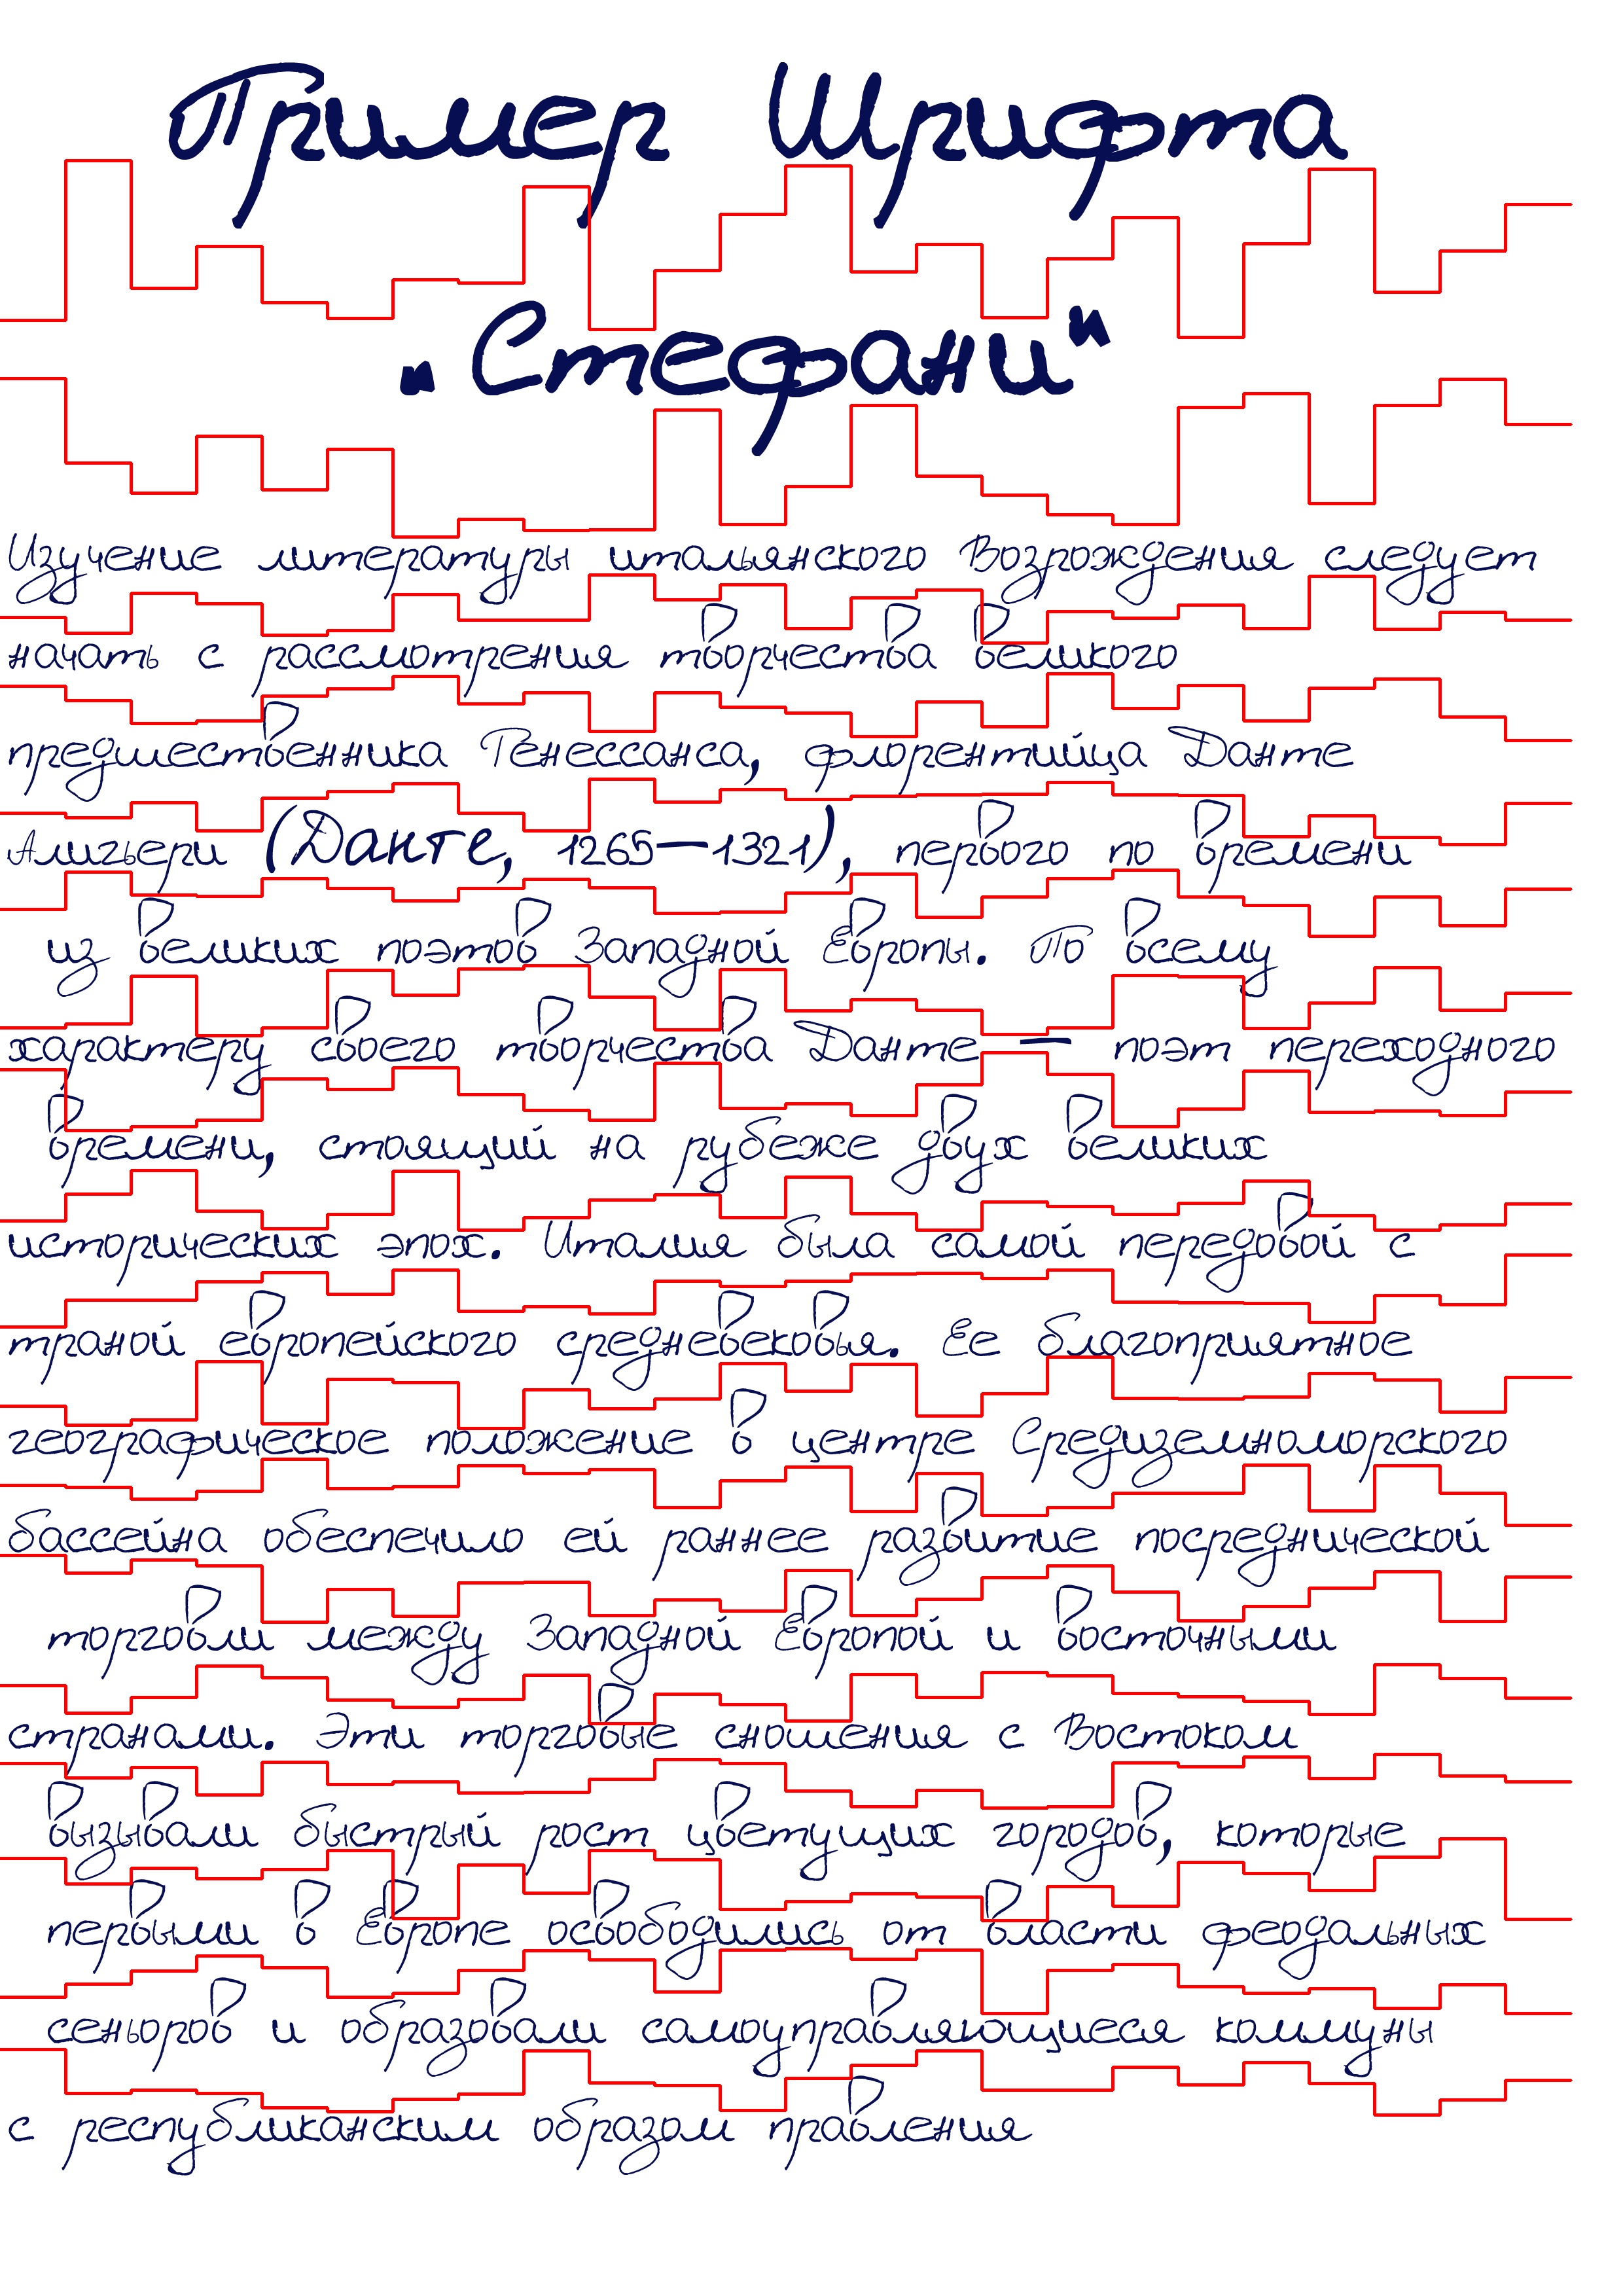 Пример Шрифта
„Стефани"
Изучение литературы итальянского Возрождения следует
начать с рассмотрения творчества великого
предшественника Ренессанса, флорентийца Данте
Алигьери (Данте, 1265—1321), первого по времени
из великих поэтов Западной Европы. По всему
характеру своего творчества Данте — поэт переходного
времени, стоящий на рубеже двух великих
исторических эпох. Италия была самой передовой с
траной европейского средневековья. Ее благоприятное
географическое положение в центре Средиземноморского
бассейна обеспечило ей раннее развитие посреднической
торговли между Западной Европой и восточными
странами. Эти торговые сношения с Востоком
вызывали быстрый рост цветущих городов, которые
первыми в Европе освободились от власти феодальных
сеньоров и образовали самоуправляющиеся коммуны
с республиканским образом правления